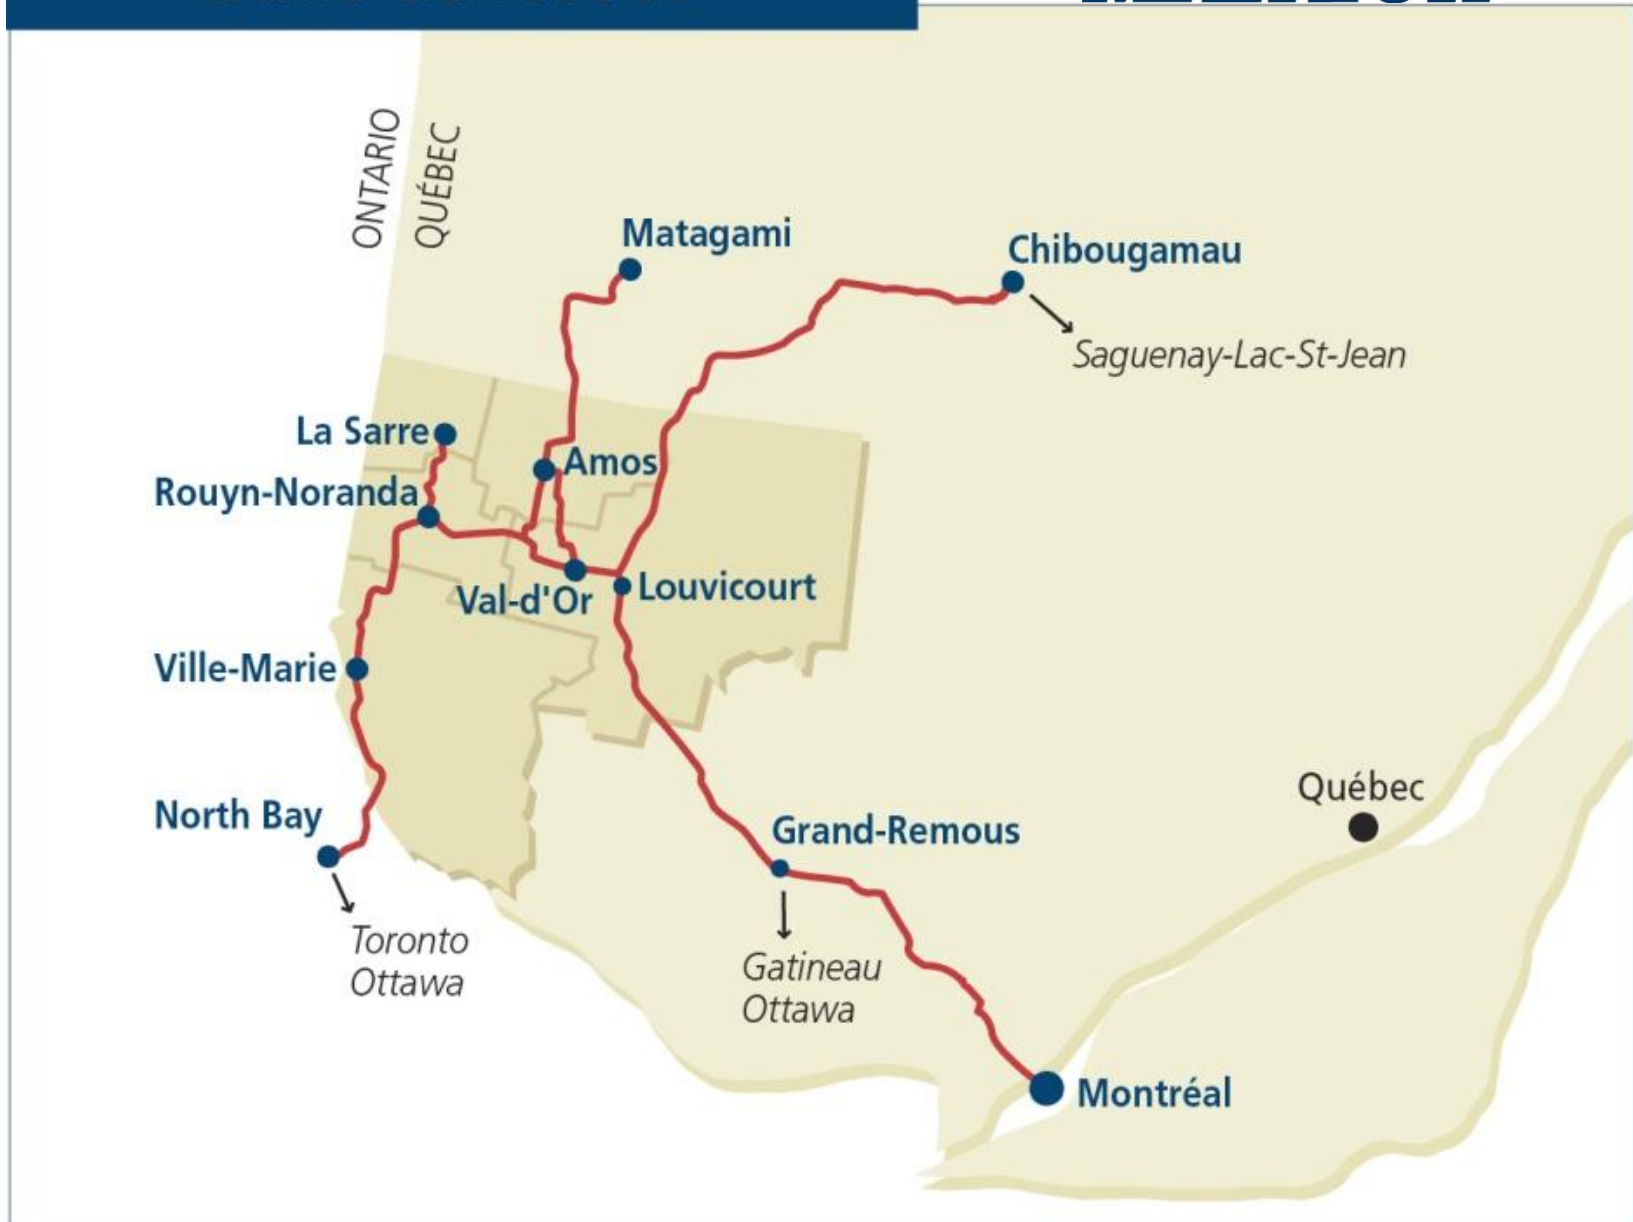 ONTARIO
QUÉBEC
Matagami
Chibougamau
Saguenay-Lac-St-Jean
La Sarre
Amos
Rouyn-Noranda
Val-d'Or
Louvicourt
Ville-Marie
Québec
North Bay
Grand-Remous
Toronto
Ottawa
Gatineau
Ottawa
Montréal